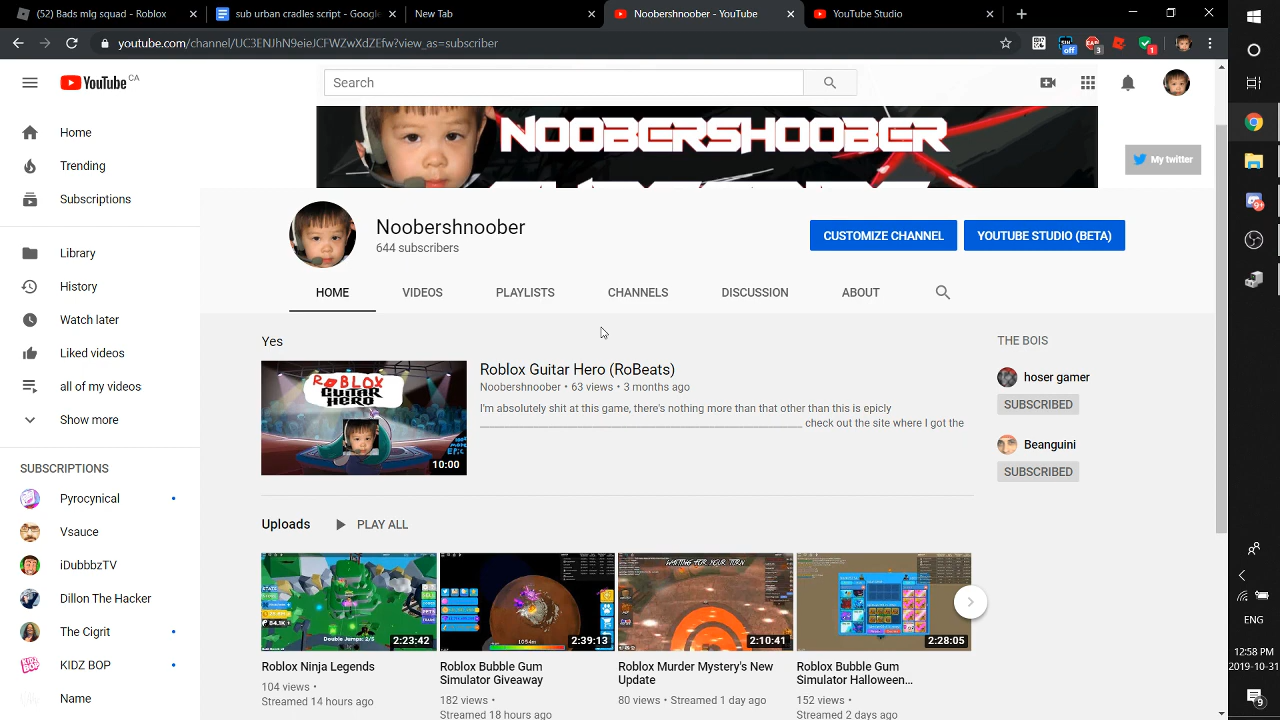 (52) Bads mlg squad - Roblox
sub urban cradles script - Google
New Tab
Noobershnoober - YouTube
YouTube Studio
youtube.com/channel/UC3ENJhN9eieJCFWZwXdZEfw?view_as=subscriber
off
3
1
YouTube CA
Search
NOOBERSHOOBER
My twitter
Home
Trending
Subscriptions
Library
History
Watch later
Liked videos
all of my videos
Show more
SUBSCRIPTIONS
Pyrocynical
Vsauce
iDubbbzTV
Dillon The Hacker
The Cigrit
KIDZ BOP
Name
Noobershnoober
644 subscribers
CUSTOMIZE CHANNEL
YOUTUBE STUDIO (BETA)
HOME
VIDEOS
PLAYLISTS
CHANNELS
DISCUSSION
ABOUT
Yes
ROBLOX
GUITAR
HERO
10:00
Roblox Guitar Hero (RoBeats)
Noobershnoober • 63 views • 3 months ago
I'm absolutely shit at this game, there's nothing more than that other than this is epicly
check out the site where I got the
THE BOIS
hoser gamer
SUBSCRIBED
Beanguini
SUBSCRIBED
Uploads
PLAY ALL
Double Jumps: 2/5
2:23:42
Roblox Ninja Legends
104 views •
Streamed 14 hours ago
2:39:13
Roblox Bubble Gum
Simulator Giveaway
182 views •
Streamed 18 hours ago
WAITING FOR YOUR TURN
2:10:41
Roblox Murder Mystery's New
Update
80 views • Streamed 1 day ago
2:28:05
Roblox Bubble Gum
Simulator Halloween...
152 views •
Streamed 2 days ago
9+
ENG
12:58 PM
2019-10-31
9